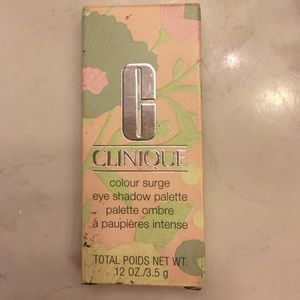 C
CLINIQUE
colour surge
eye shadow palette
palette ombre
à paupières intense
TOTAL POIDS NET WT.
.12 OZ/3.5 g